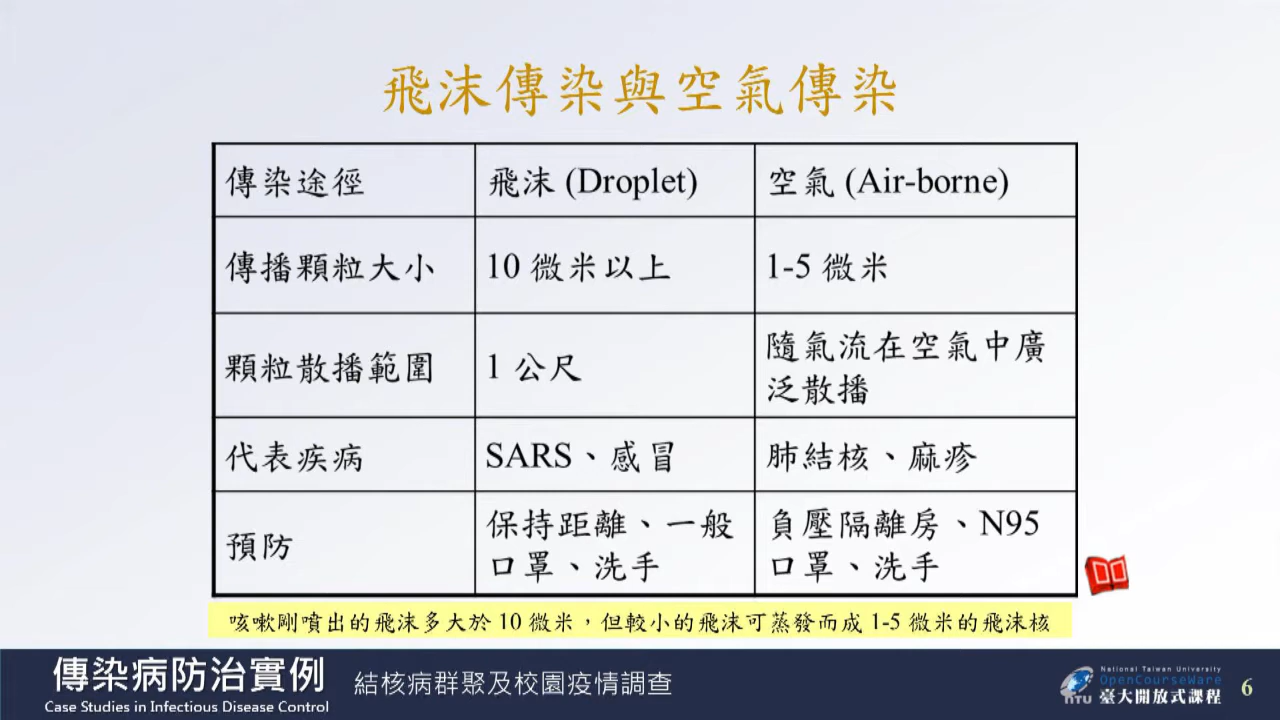 飛沫傳染與空氣傳染
傳染途徑
飛沫 (Droplet)
空氣 (Air-borne)
傳播顆粒大小
10 微米以上
1-5 微米
顆粒散播範圍
1 公尺
隨氣流在空氣中廣
泛散播
代表疾病
SARS、感冒
肺結核、麻疹
預防
保持距離、一般
口罩、洗手
負壓隔離房、N95
口罩、洗手
咳嗽剛噴出的飛沫多大於 10 微米，但較小的飛沫可蒸發而成 1-5 微米的飛沫核
傳染病防治實例
Case Studies in Infectious Disease Control
結核病群聚及校園疫情調查
NTU
National Taiwan University
OpenCourseWare
臺大開放式課程
6